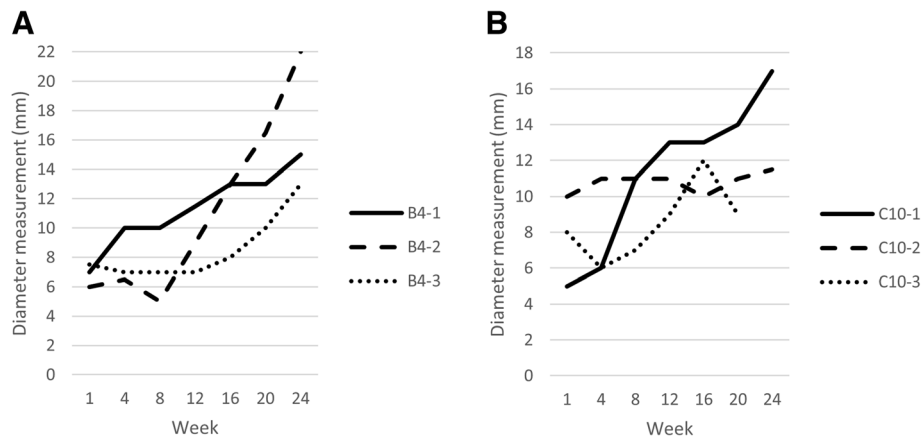 A
Diameter measurement (mm)
22
20
18
16
14
12
10
8
6
4
2
0
1 4 8 12 16 20 24
Week
B4-1
B4-2
B4-3
B
Diameter measurement (mm)
18
16
14
12
10
8
6
4
2
0
1 4 8 12 16 20 24
Week
C10-1
C10-2
C10-3